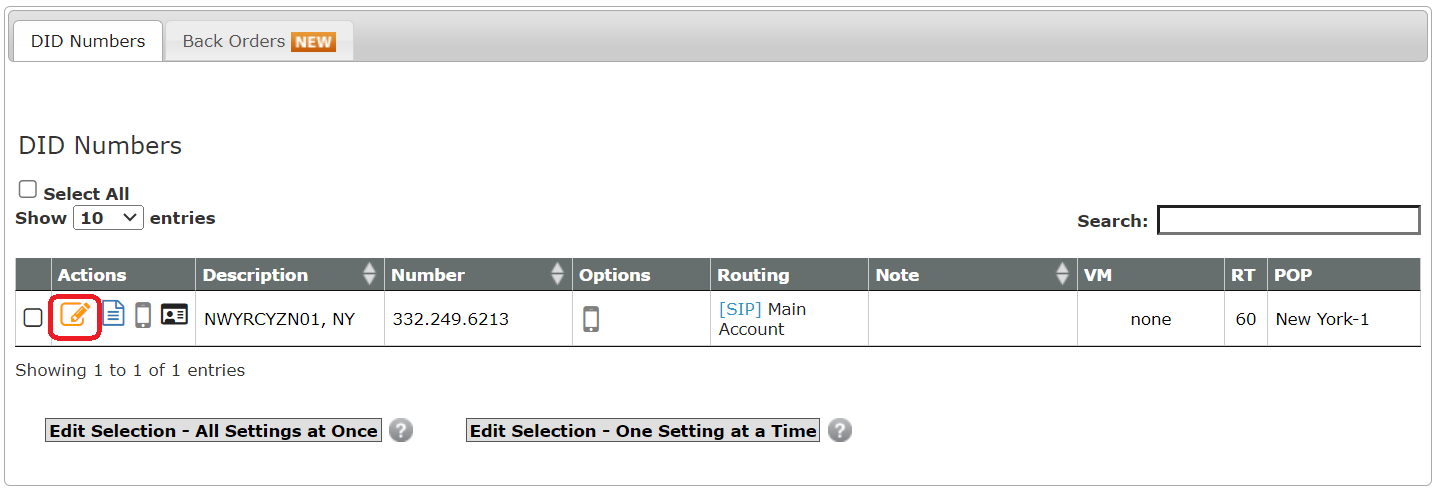 DID Numbers Back Orders NEW
DID Numbers
Select All
Show 10 entries
Search:
Actions Description Number Options Routing Note VM RT POP
NWYRCYZN01, NY 332.249.6213 [SIP] Main Account none 60 New York-1
Showing 1 to 1 of 1 entries
Edit Selection - All Settings at Once ? Edit Selection - One Setting at a Time ?